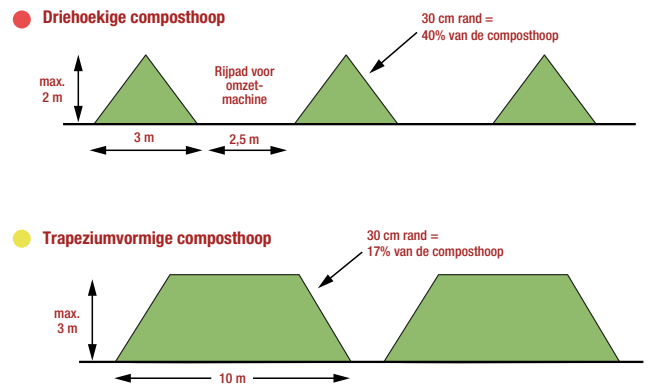 Driehoekige composthoop
30 cm rand =
40% van de composthoop
max.
2 m
Rijpad voor
omzet-
machine
3 m
2,5 m
Trapeziumvormige composthoop
30 cm rand =
17% van de composthoop
max.
3 m
10 m